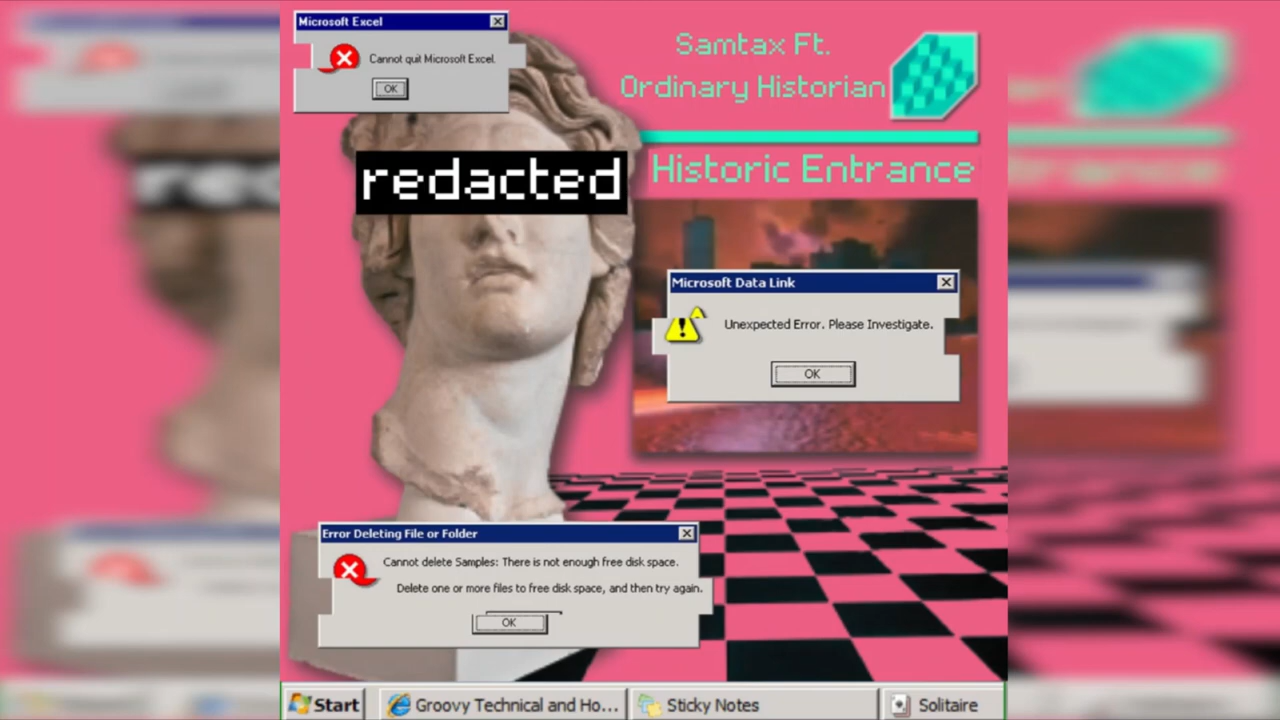 Microsoft Excel
Cannot quit Microsoft Excel.
OK
Samtax Ft.
Ordinary Historian
redacted
Historic Entrance
Microsoft Data Link
Unexpected Error. Please Investigate.
OK
Error Deleting File or Folder
Cannot delete Samples: There is not enough free disk space.
Delete one or more files to free disk space, and then try again.
OK
Start
Groovy Technical and Ho...
Sticky Notes
Solitaire